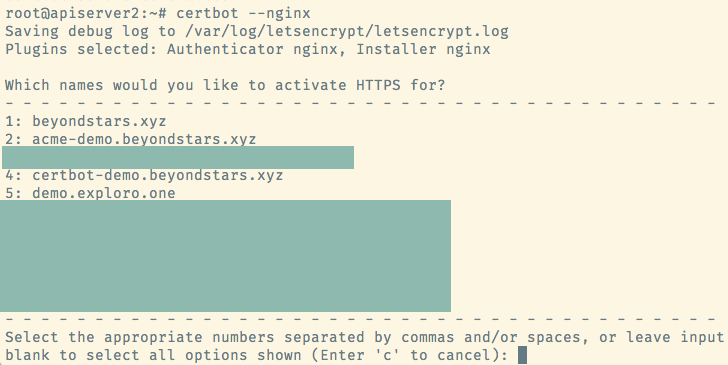 root@apiserver2:~# certbot --nginx
Saving debug log to /var/log/letsencrypt/letsencrypt.log
Plugins selected: Authenticator nginx, Installer nginx
Which names would you like to activate HTTPS for?
- - - - - - - - - - - - - - - - - - - - - - - - - - - - - - - - - - - - - - - -
1: beyondstars.xyz
2: acme-demo.beyondstars.xyz
4: certbot-demo.beyondstars.xyz
5: demo.exploro.one
- - - - - - - - - - - - - - - - - - - - - - - - - - - - - - - - - - - - - - - -
Select the appropriate numbers separated by commas and/or spaces, or leave input
blank to select all options shown (Enter 'c' to cancel):